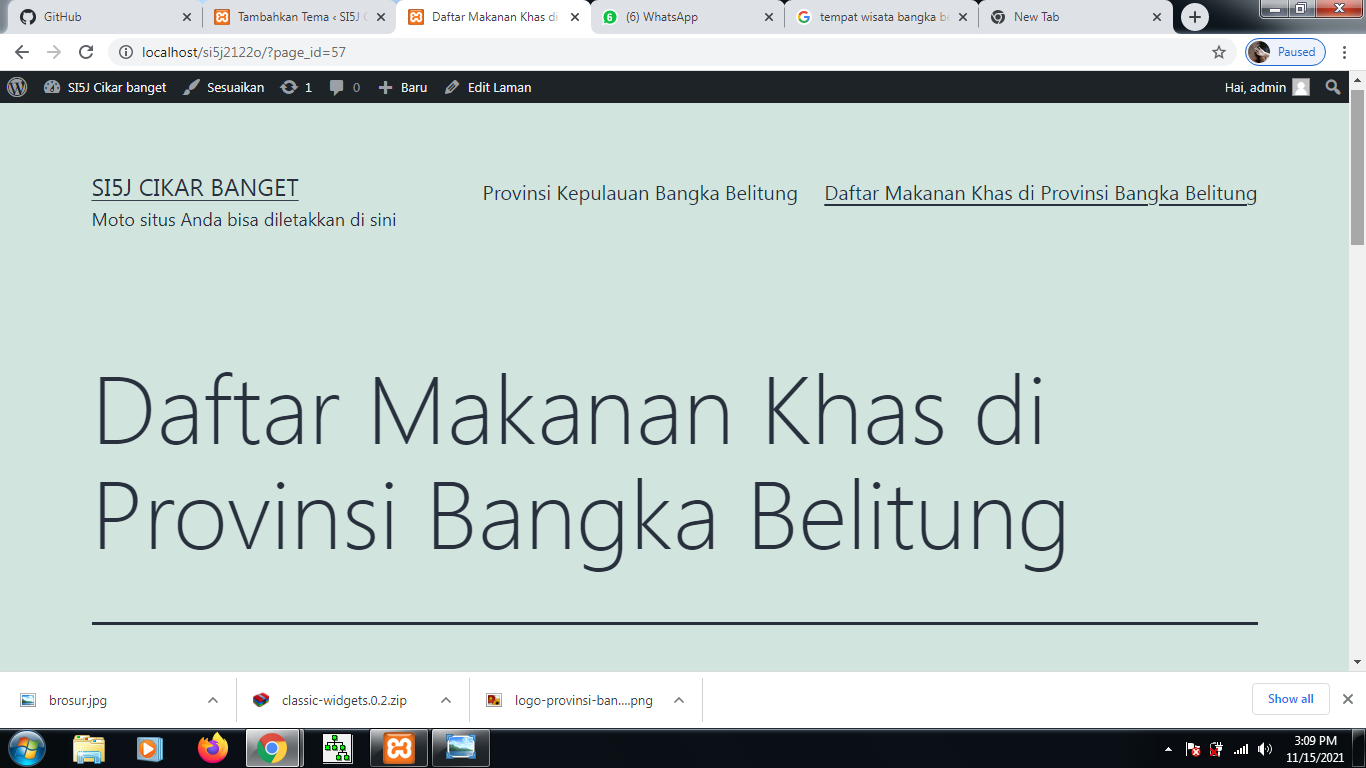 GitHub
Tambahkan Tema ‹ SI5J C
Daftar Makanan Khas di
(6) WhatsApp
tempat wisata bangka be
New Tab
localhost/si5j2122o/?page_id=57
Paused
SI5J Cikar banget
Sesuaikan
1
0
Baru
Edit Laman
Hai, admin
SI5J CIKAR BANGET
Moto situs Anda bisa diletakkan di sini
Provinsi Kepulauan Bangka Belitung
Daftar Makanan Khas di Provinsi Bangka Belitung
Daftar Makanan Khas di
Provinsi Bangka Belitung
brosur.jpg
classic-widgets.0.2.zip
logo-provinsi-ban....png
Show all
3:09 PM
11/15/2021